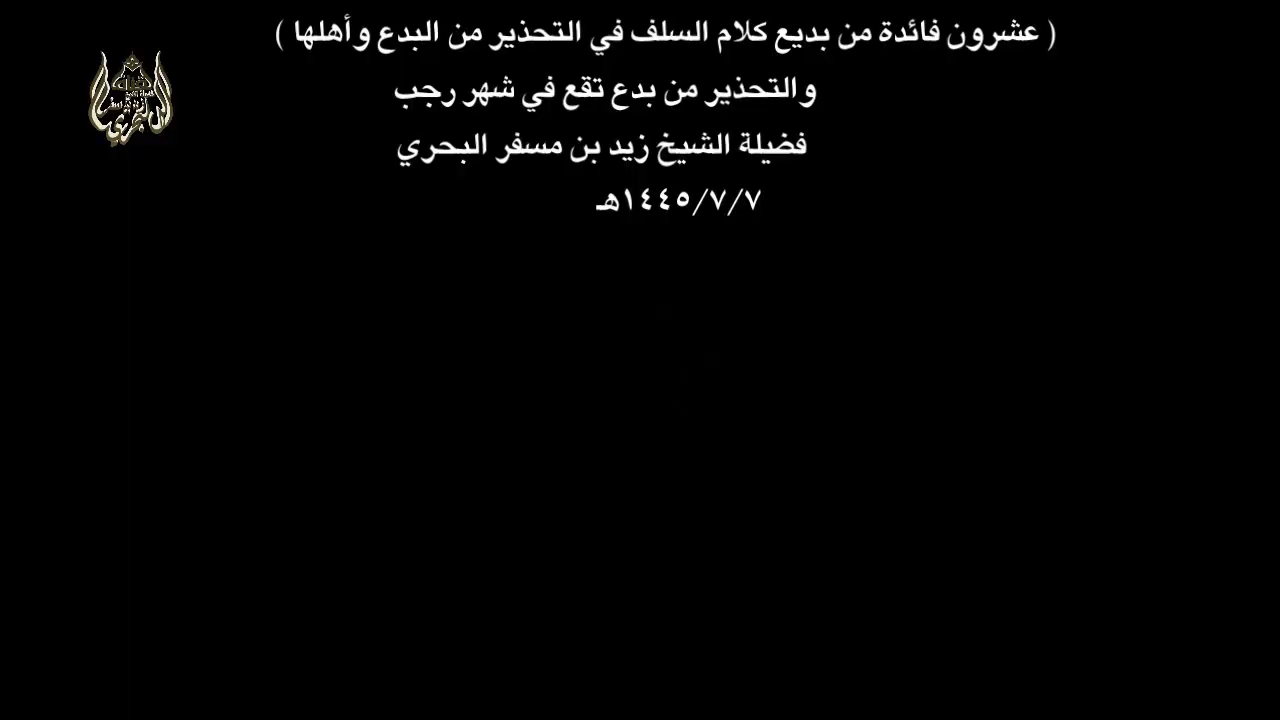 ( عشرون فائدة من بديع كلام السلف في التحذير من البدع وأهلها )
والتحذير من بدع تقع في شهر رجب
فضيلة الشيخ زيد بن مسفر البحري
١٤٤٥/٧/٧هـ